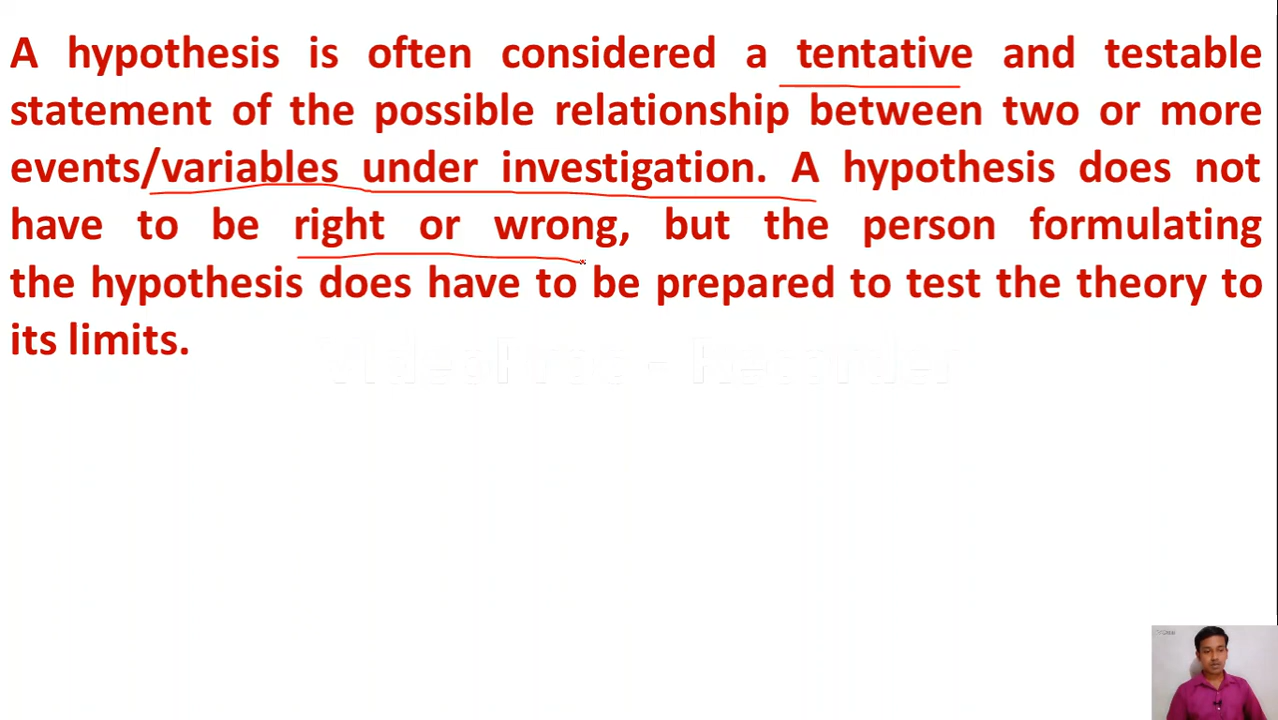 A hypothesis is often considered a tentative and testable
statement of the possible relationship between two or more
events/variables under investigation. A hypothesis does not
have to be right or wrong, but the person formulating
the hypothesis does have to be prepared to test the theory to
its limits.
VideoProc - Recorder